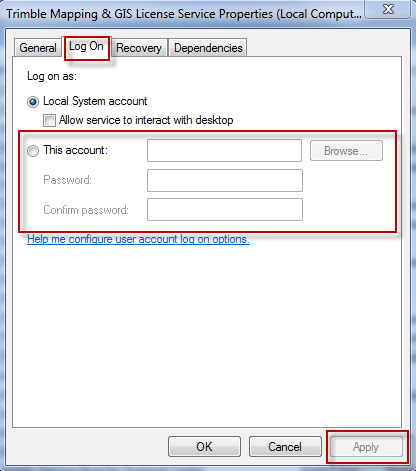 Trimble Mapping & GIS License Service Properties (Local Comput...
General Log On Recovery Dependencies
Log on as:
Local System account
Allow service to interact with desktop
This account: Browse...
Password:
Confirm password:
Help me configure user account log on options.
OK Cancel Apply